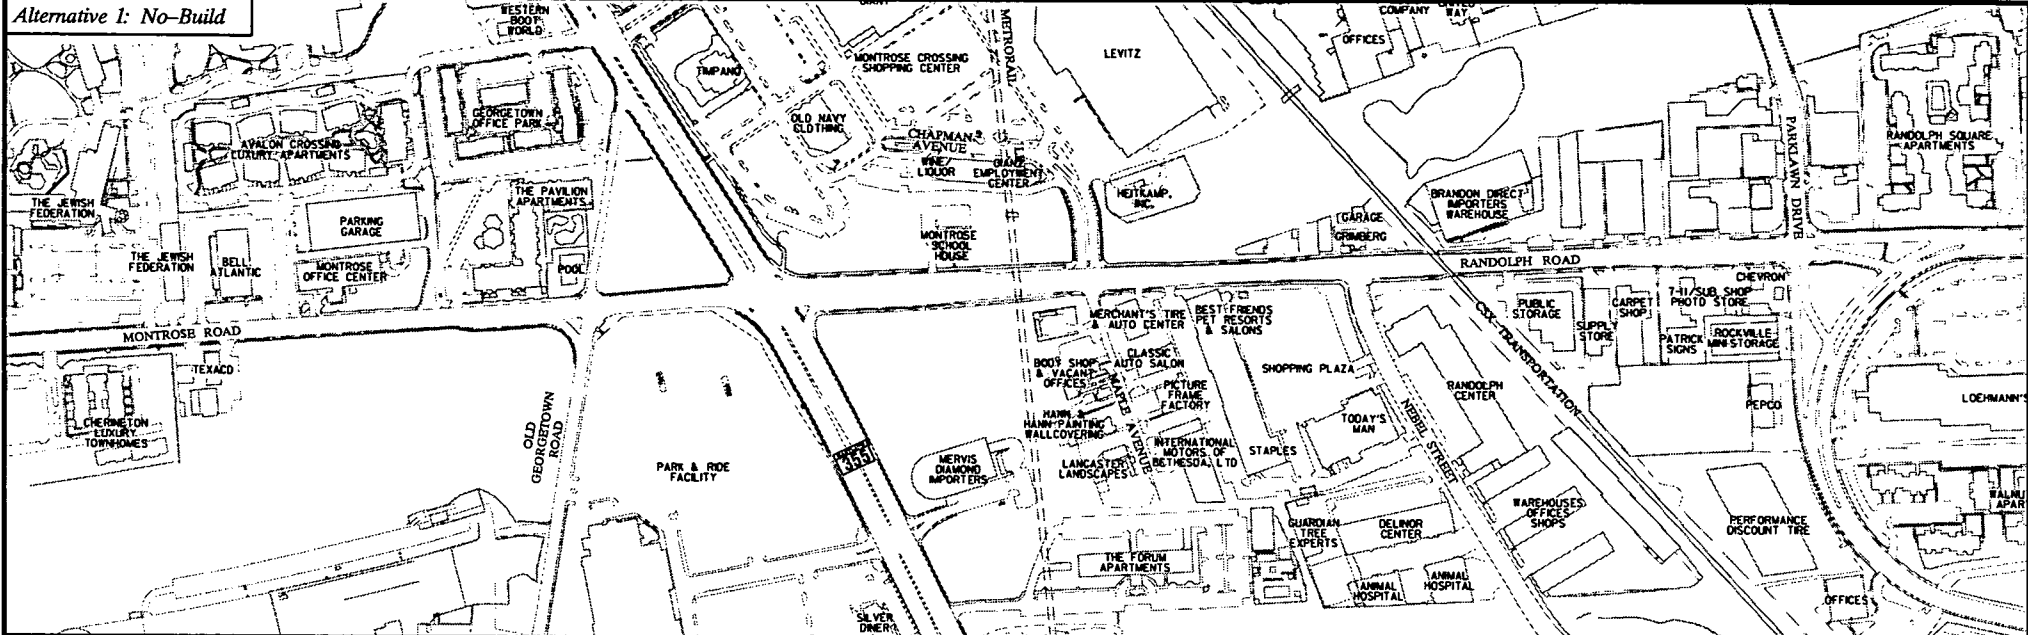 Alternative 1: No-Build
WESTERN
BOOT
WORLD
METRORAIL
COMPANY
WAY
OFFICES
LEVITZ
MONTROSE CROSSING
SHOPPING CENTER
TIMPANO
OLD NAVY
CLOTHING
CHAPMAN
AVENUE
WINE/
LIQUOR
GIANT
EMPLOYMENT
CENTER
GEORGETOWN
OFFICE PARK
AVALON CROSSING
LUXURY APARTMENTS
THE PAVILION
APARTMENTS
THE JEWISH
FEDERATION
PARKING
GARAGE
THE JEWISH
FEDERATION
BELL
ATLANTIC
MONTROSE
OFFICE CENTER
POOL
MONTROSE
SCHOOL
HOUSE
HEITKAMP,
INC.
GARAGE
GRIMBERG
BRANDON DIRECT
IMPORTERS
WAREHOUSE
PARKLAWN DRIVE
RANDOLPH SQUARE
APARTMENTS
RANDOLPH ROAD
MONTROSE ROAD
TEXACO
CHERINGTON
LUXURY
TOWNHOMES
OLD
GEORGETOWN
ROAD
PARK & RIDE
FACILITY
355
MERVIS
DIAMOND
IMPORTERS
SILVER
DINER
MERCHANT'S TIRE
& AUTO CENTER
BEST FRIENDS
PET RESORTS
& SALONS
BODY SHOP
& VACANT
OFFICES
CLASSIC
AUTO SALON
PICTURE
FRAME
FACTORY
MAPLE AVENUE
HANN &
HANN PAINTING
WALLCOVERING
LANCASTER
LANDSCAPES
INTERNATIONAL
MOTORS OF
BETHESDA, LTD
SHOPPING PLAZA
TODAY'S
MAN
STAPLES
NEBEL STREET
RANDOLPH
CENTER
CSX TRANSPORTATION
PUBLIC
STORAGE
SUPPLY
STORE
CARPET
SHOP
CHEVRON
7-11/SUB SHOP
PHOTO STORE
PATRICK
SIGNS
ROCKVILLE
MINI STORAGE
PEPCO
LOEHMANN'S
THE FORUM
APARTMENTS
GUARDIAN
TREE
EXPERTS
DELINOR
CENTER
ANIMAL
HOSPITAL
ANIMAL
HOSPITAL
WAREHOUSES
OFFICES
SHOPS
PERFORMANCE
DISCOUNT TIRE
OFFICES
WALNU
APAR